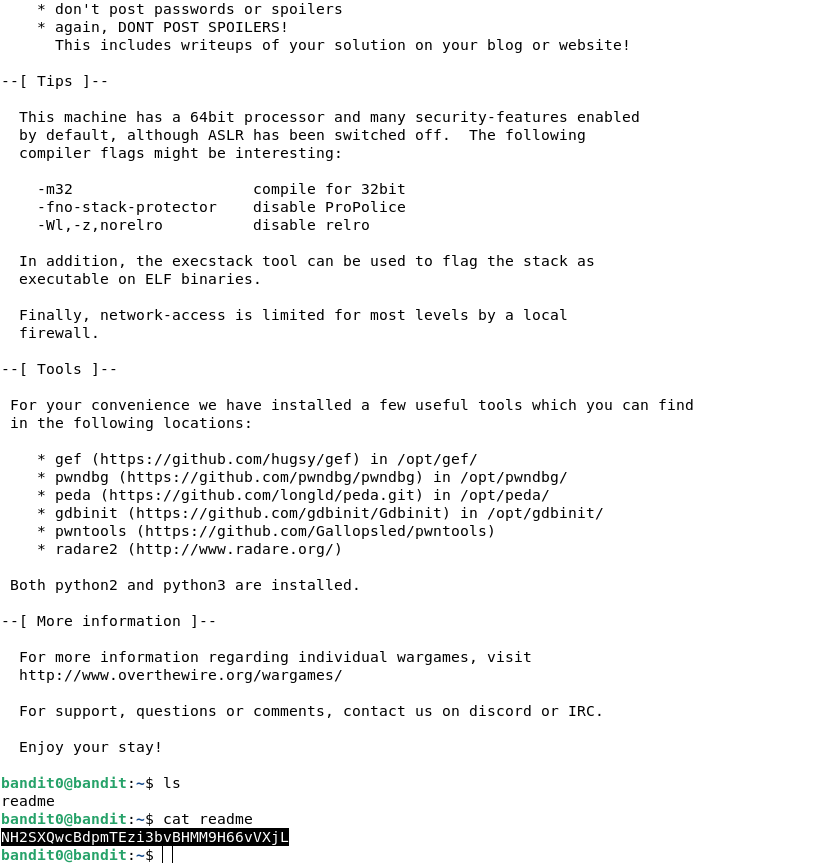 * don't post passwords or spoilers
* again, DONT POST SPOILERS!
This includes writeups of your solution on your blog or website!
--[ Tips ]--
This machine has a 64bit processor and many security-features enabled
by default, although ASLR has been switched off.  The following
compiler flags might be interesting:
-m32                    compile for 32bit
-fno-stack-protector    disable ProPolice
-Wl,-z,norelro          disable relro
In addition, the execstack tool can be used to flag the stack as
executable on ELF binaries.
Finally, network-access is limited for most levels by a local
firewall.
--[ Tools ]--
For your convenience we have installed a few useful tools which you can find
in the following locations:
* gef (https://github.com/hugsy/gef) in /opt/gef/
* pwndbg (https://github.com/pwndbg/pwndbg) in /opt/pwndbg/
* peda (https://github.com/longld/peda.git) in /opt/peda/
* gdbinit (https://github.com/gdbinit/Gdbinit) in /opt/gdbinit/
* pwntools (https://github.com/Gallopsled/pwntools)
* radare2 (http://www.radare.org/)
Both python2 and python3 are installed.
--[ More information ]--
For more information regarding individual wargames, visit
http://www.overthewire.org/wargames/
For support, questions or comments, contact us on discord or IRC.
Enjoy your stay!
bandit0@bandit:~$ ls
readme
bandit0@bandit:~$ cat readme
NH2SXQwcBdpmTEzi3bvBHMM9H66vVXjL
bandit0@bandit:~$